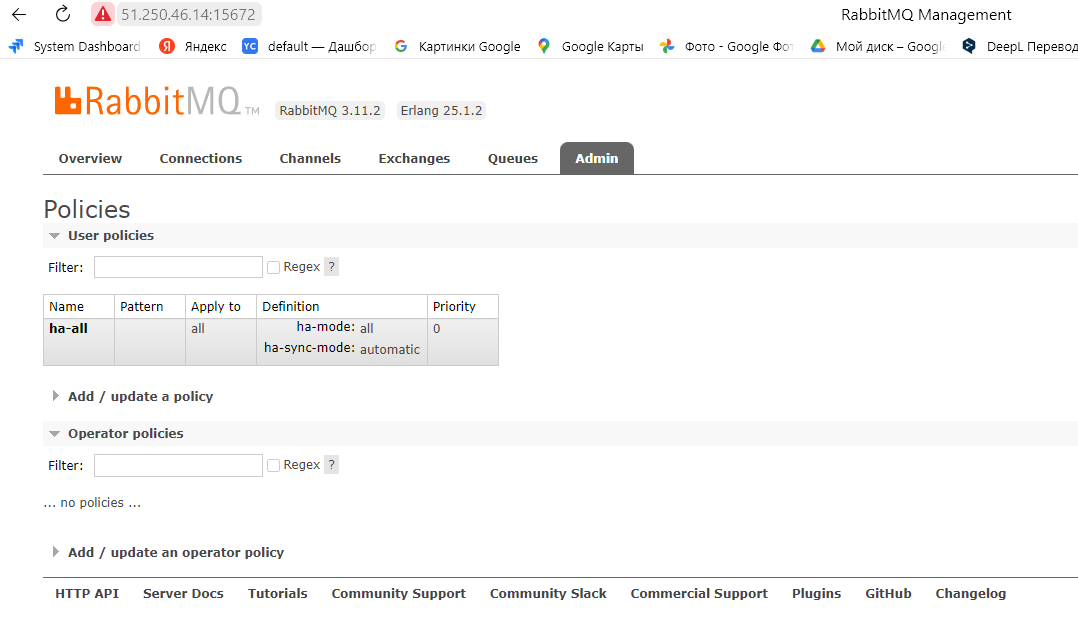 51.250.46.14:15672 RabbitMQ Management
System Dashboard Яндекс YC default — Дашбор Картинки Google Google Карты Фото - Google Фот Мой диск – Google DeepL Перевод
RabbitMQ TM RabbitMQ 3.11.2 Erlang 25.1.2
Overview Connections Channels Exchanges Queues Admin
Policies
User policies
Filter: Regex ?
Name Pattern Apply to Definition Priority
ha-all all ha-mode: all 0
ha-sync-mode: automatic
Add / update a policy
Operator policies
Filter: Regex ?
... no policies ...
Add / update an operator policy
HTTP API Server Docs Tutorials Community Support Community Slack Commercial Support Plugins GitHub Changelog